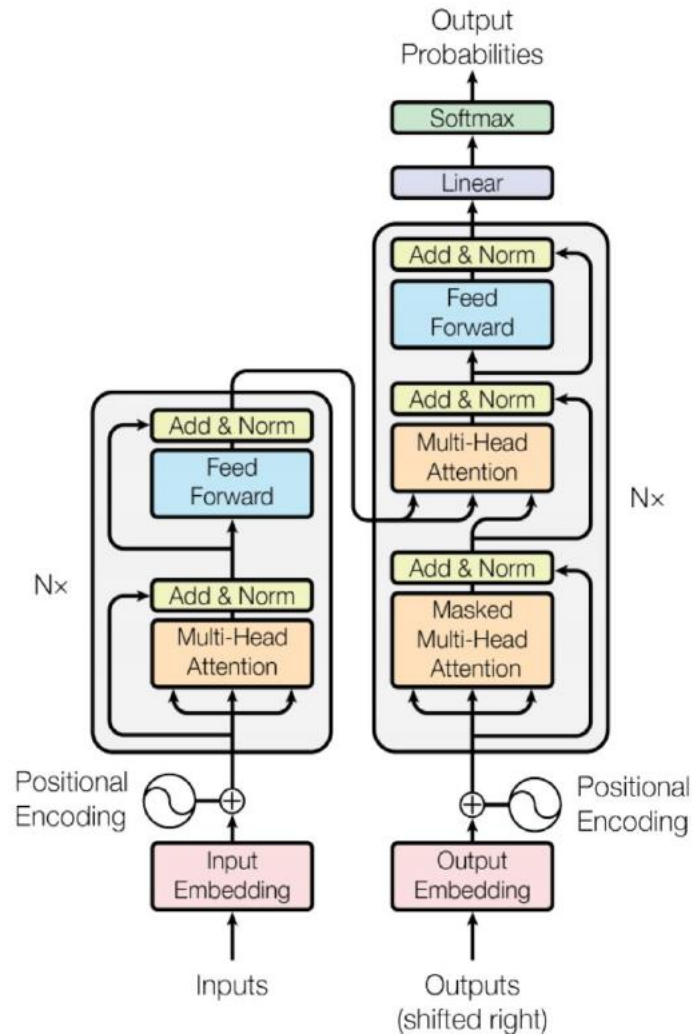 Output
Probabilities
Softmax
Linear
Add & Norm
Feed
Forward
Add & Norm
Multi-Head
Attention
Add & Norm
Masked
Multi-Head
Attention
Nx
Add & Norm
Feed
Forward
Add & Norm
Multi-Head
Attention
Nx
Positional
Encoding
Positional
Encoding
Input
Embedding
Output
Embedding
Inputs
Outputs
(shifted right)